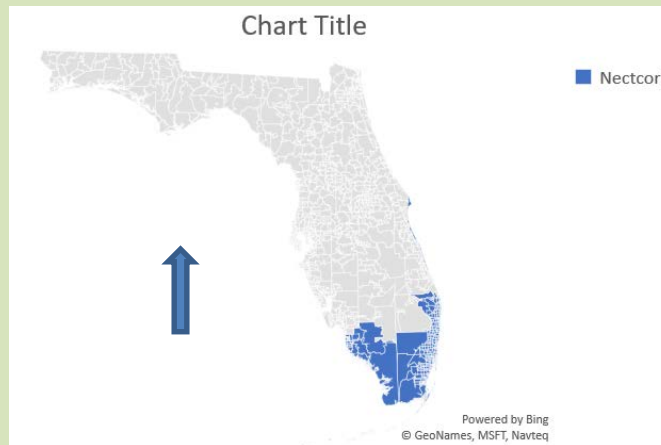 Chart Title
Nectcor
Powered by Bing
© GeoNames, MSFT, Navteq